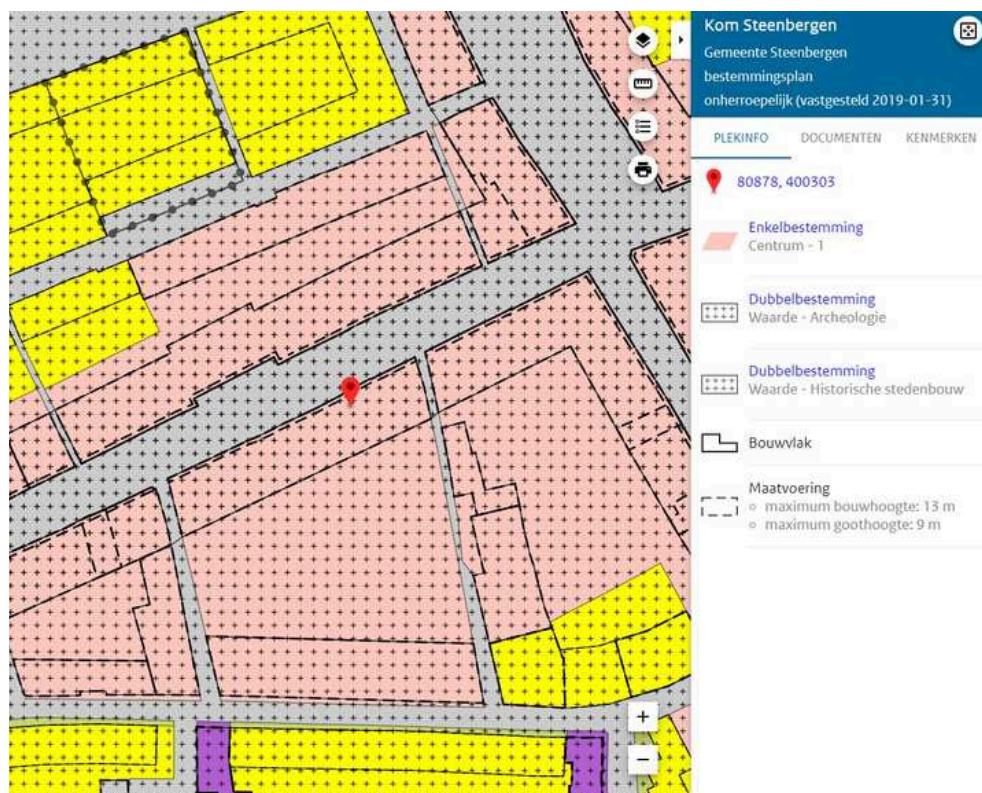 Kom Steenbergen
Gemeente Steenbergen
bestemmingsplan
onherroepelijk (vastgesteld 2019-01-31)
PLEKINFO DOCUMENTEN KENMERKEN
80878, 400303
Enkelbestemming
Centrum - 1
Dubbelbestemming
Waarde - Archeologie
Dubbelbestemming
Waarde - Historische stedenbouw
Bouwvlak
Maatvoering
maximum bouwhoogte: 13 m
maximum goothoogte: 9 m